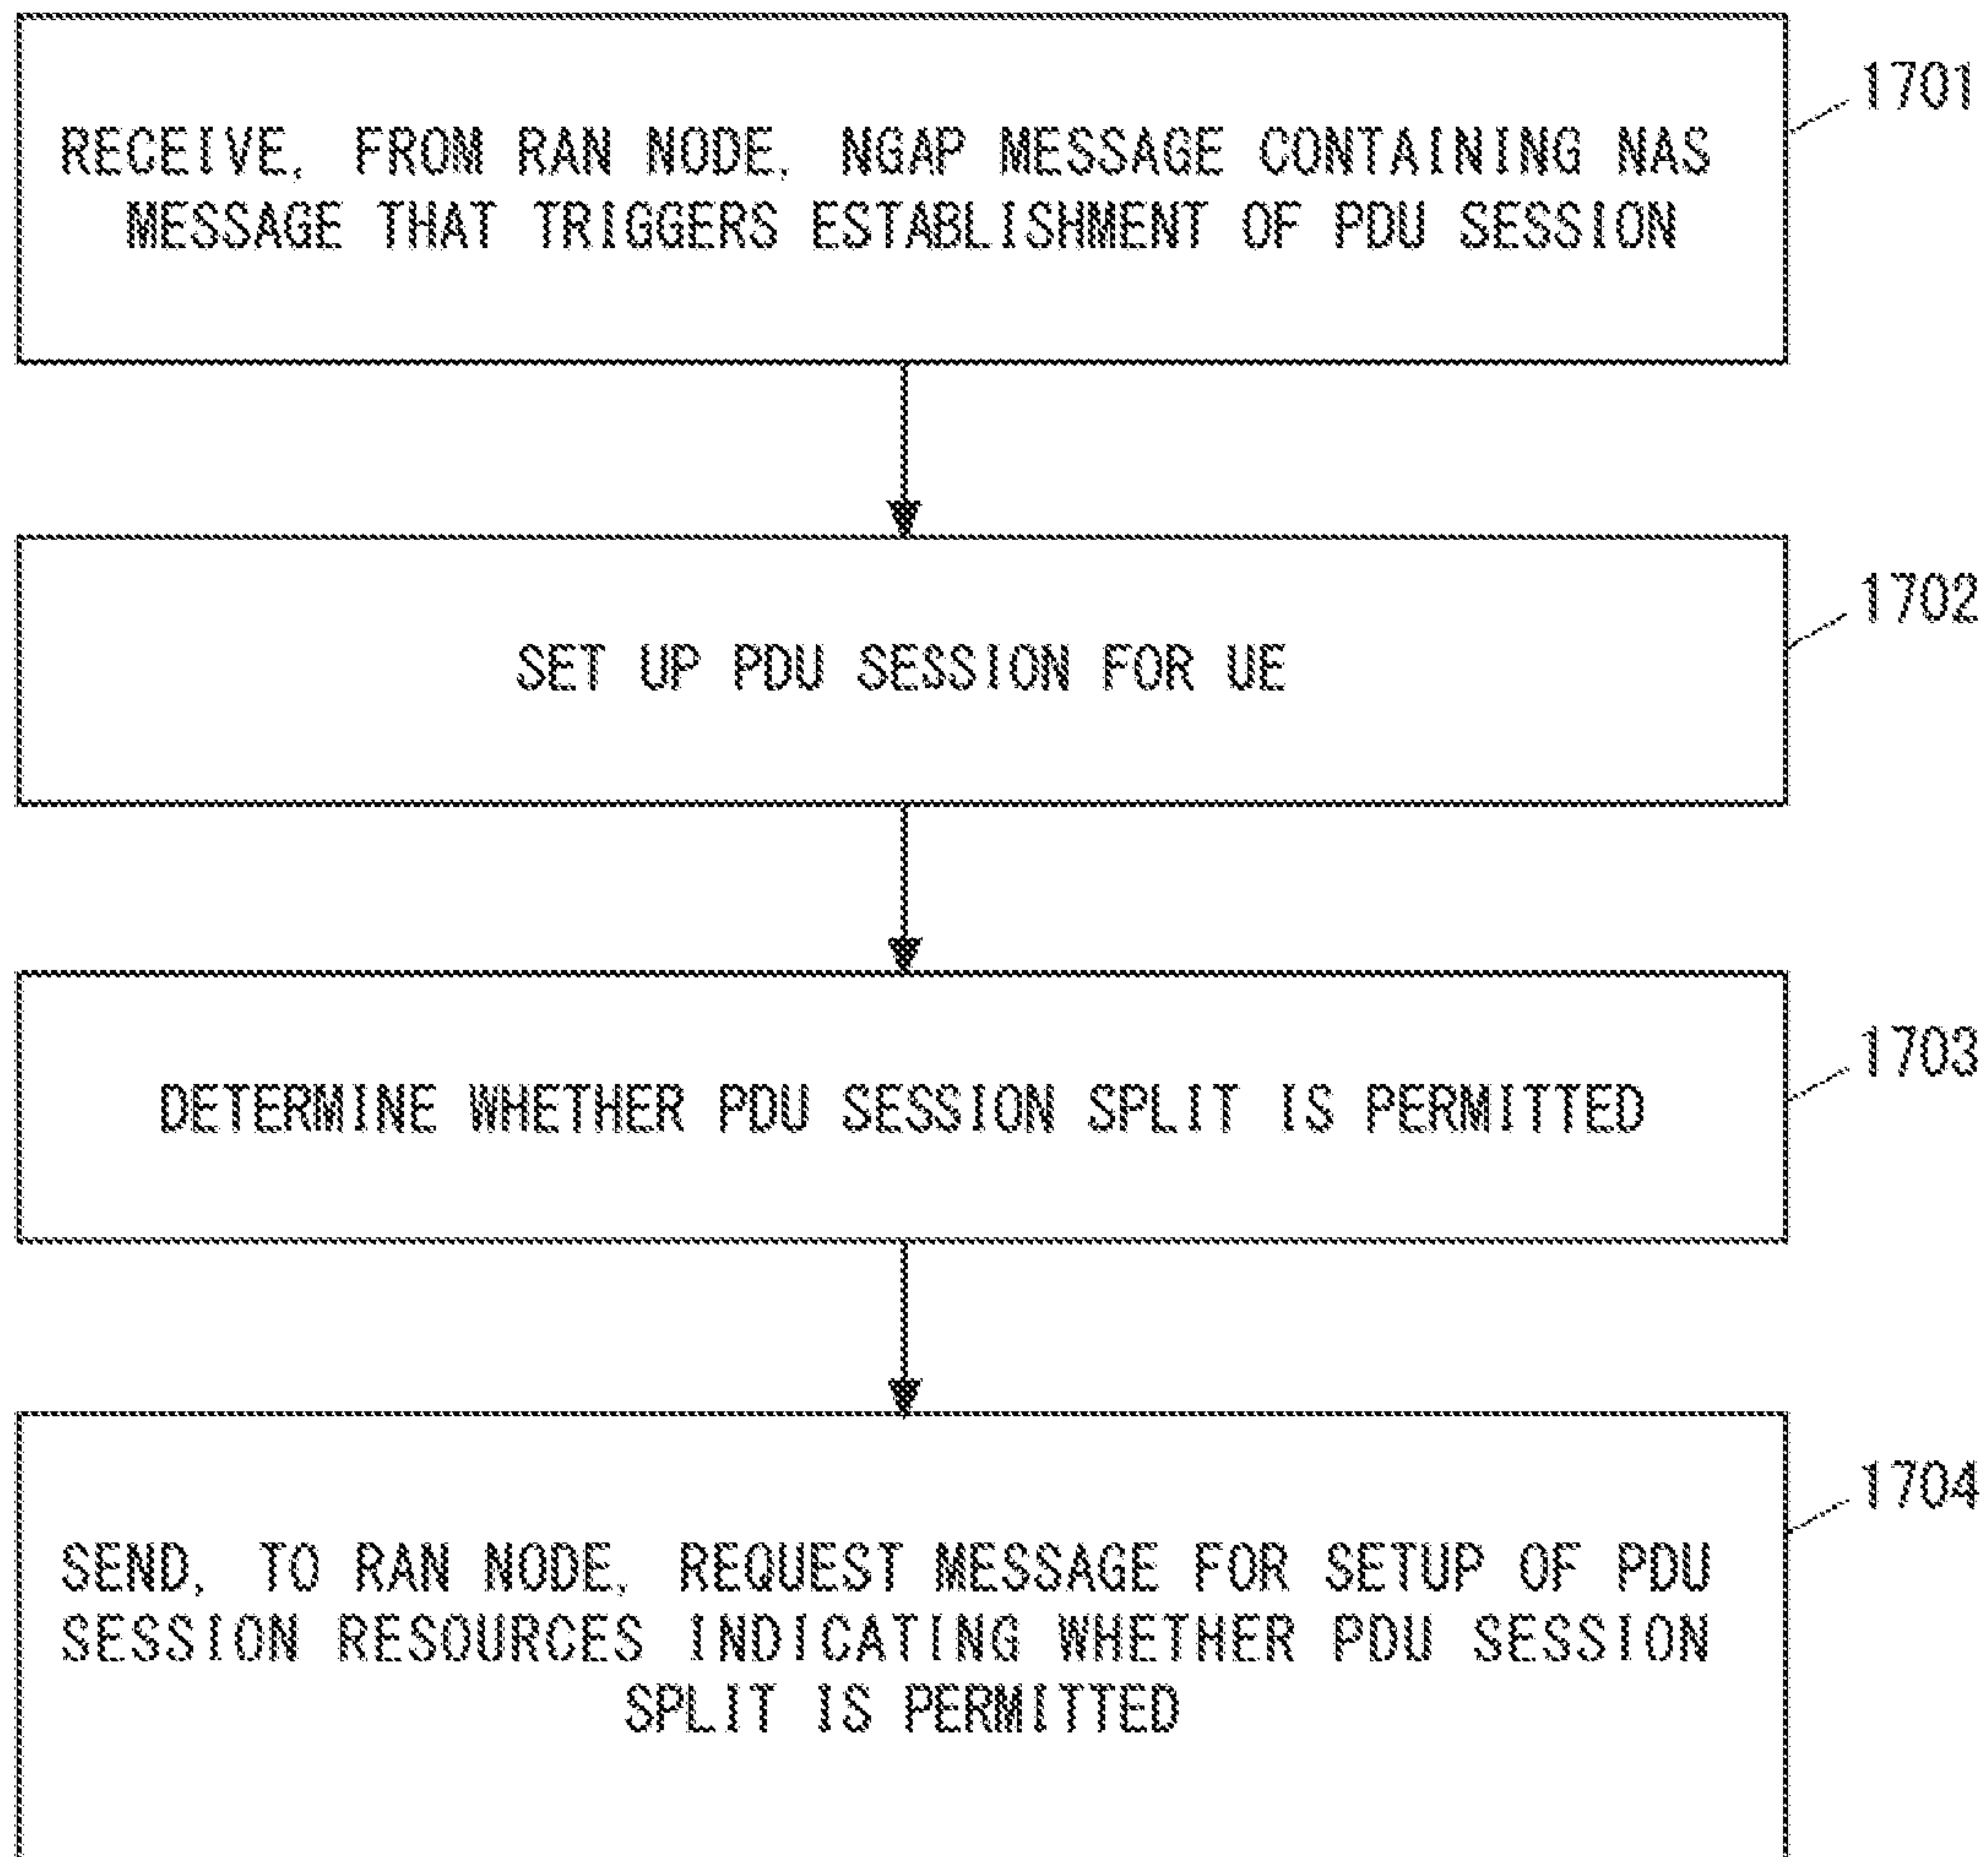 RECEIVE, FROM RAN NODE, NGAP MESSAGE CONTAINING NAS
MESSAGE THAT TRIGGERS ESTABLISHMENT OF PDU SESSION
1701
SET UP PDU SESSION FOR UE
1702
DETERMINE WHETHER PDU SESSION SPLIT IS PERMITTED
1703
SEND, TO RAN NODE, REQUEST MESSAGE FOR SETUP OF PDU
SESSION RESOURCES INDICATING WHETHER PDU SESSION
SPLIT IS PERMITTED
1704